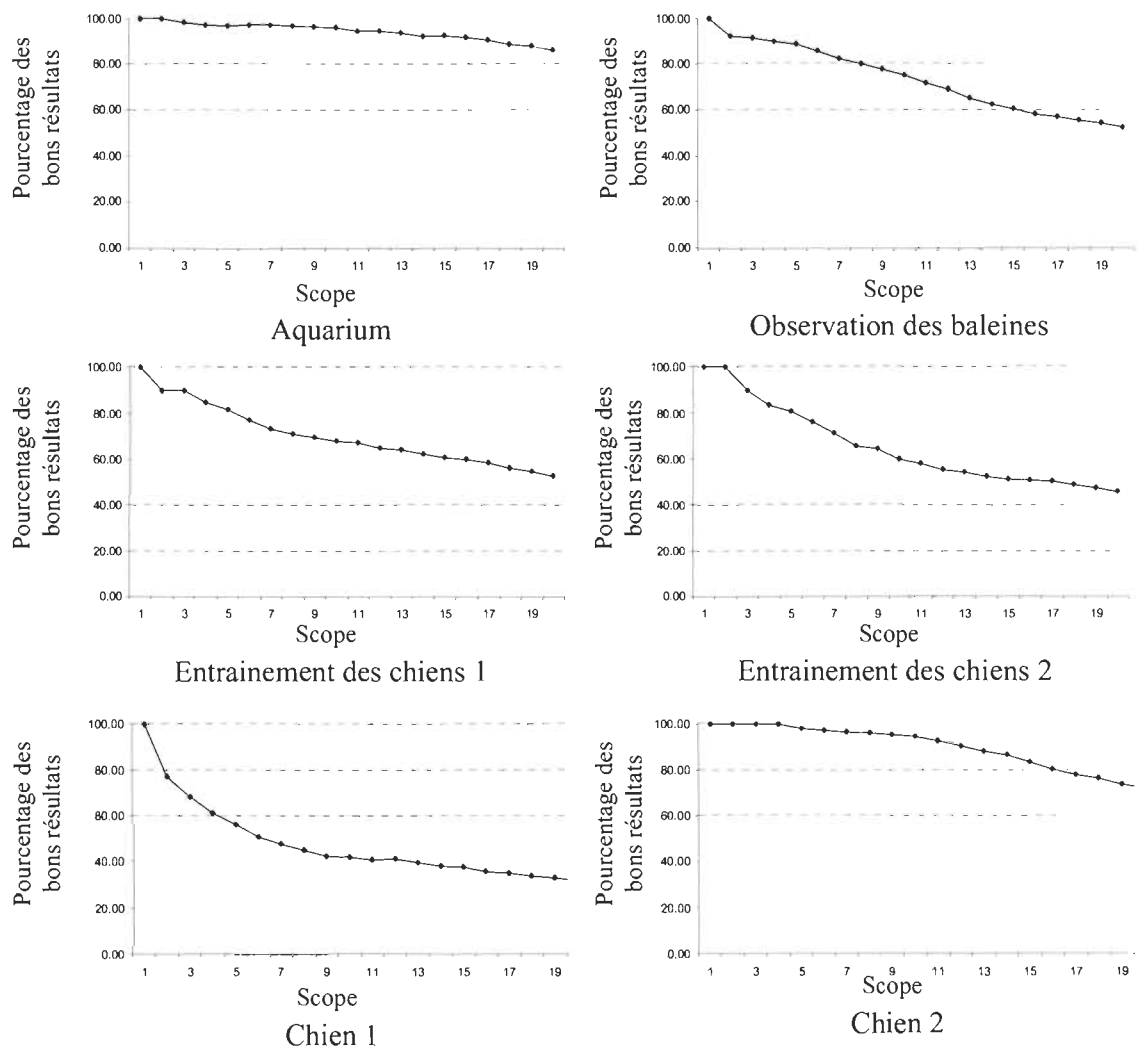 Pourcentage des
bons résultats
100.00
80.00
60.00
40.00
20.00
0.00
1 3 5 7 9 11 13 15 17 19
Scope
Aquarium
Pourcentage des
bons résultats
100.00
80.00
60.00
40.00
20.00
0.00
1 3 5 7 9 11 13 15 17 19
Scope
Observation des baleines
Pourcentage des
bons résultats
100.00
80.00
60.00
40.00
20.00
0.00
1 3 5 7 9 11 13 15 17 19
Scope
Entrainement des chiens 1
Pourcentage des
bons résultats
100.00
80.00
60.00
40.00
20.00
0.00
1 3 5 7 9 11 13 15 17 19
Scope
Entrainement des chiens 2
Pourcentage des
bons résultats
100.00
80.00
60.00
40.00
20.00
0.00
1 3 5 7 9 11 13 15 17 19
Scope
Chien 1
Pourcentage des
bons résultats
100.00
80.00
60.00
40.00
20.00
0.00
1 3 5 7 9 11 13 15 17 19
Scope
Chien 2